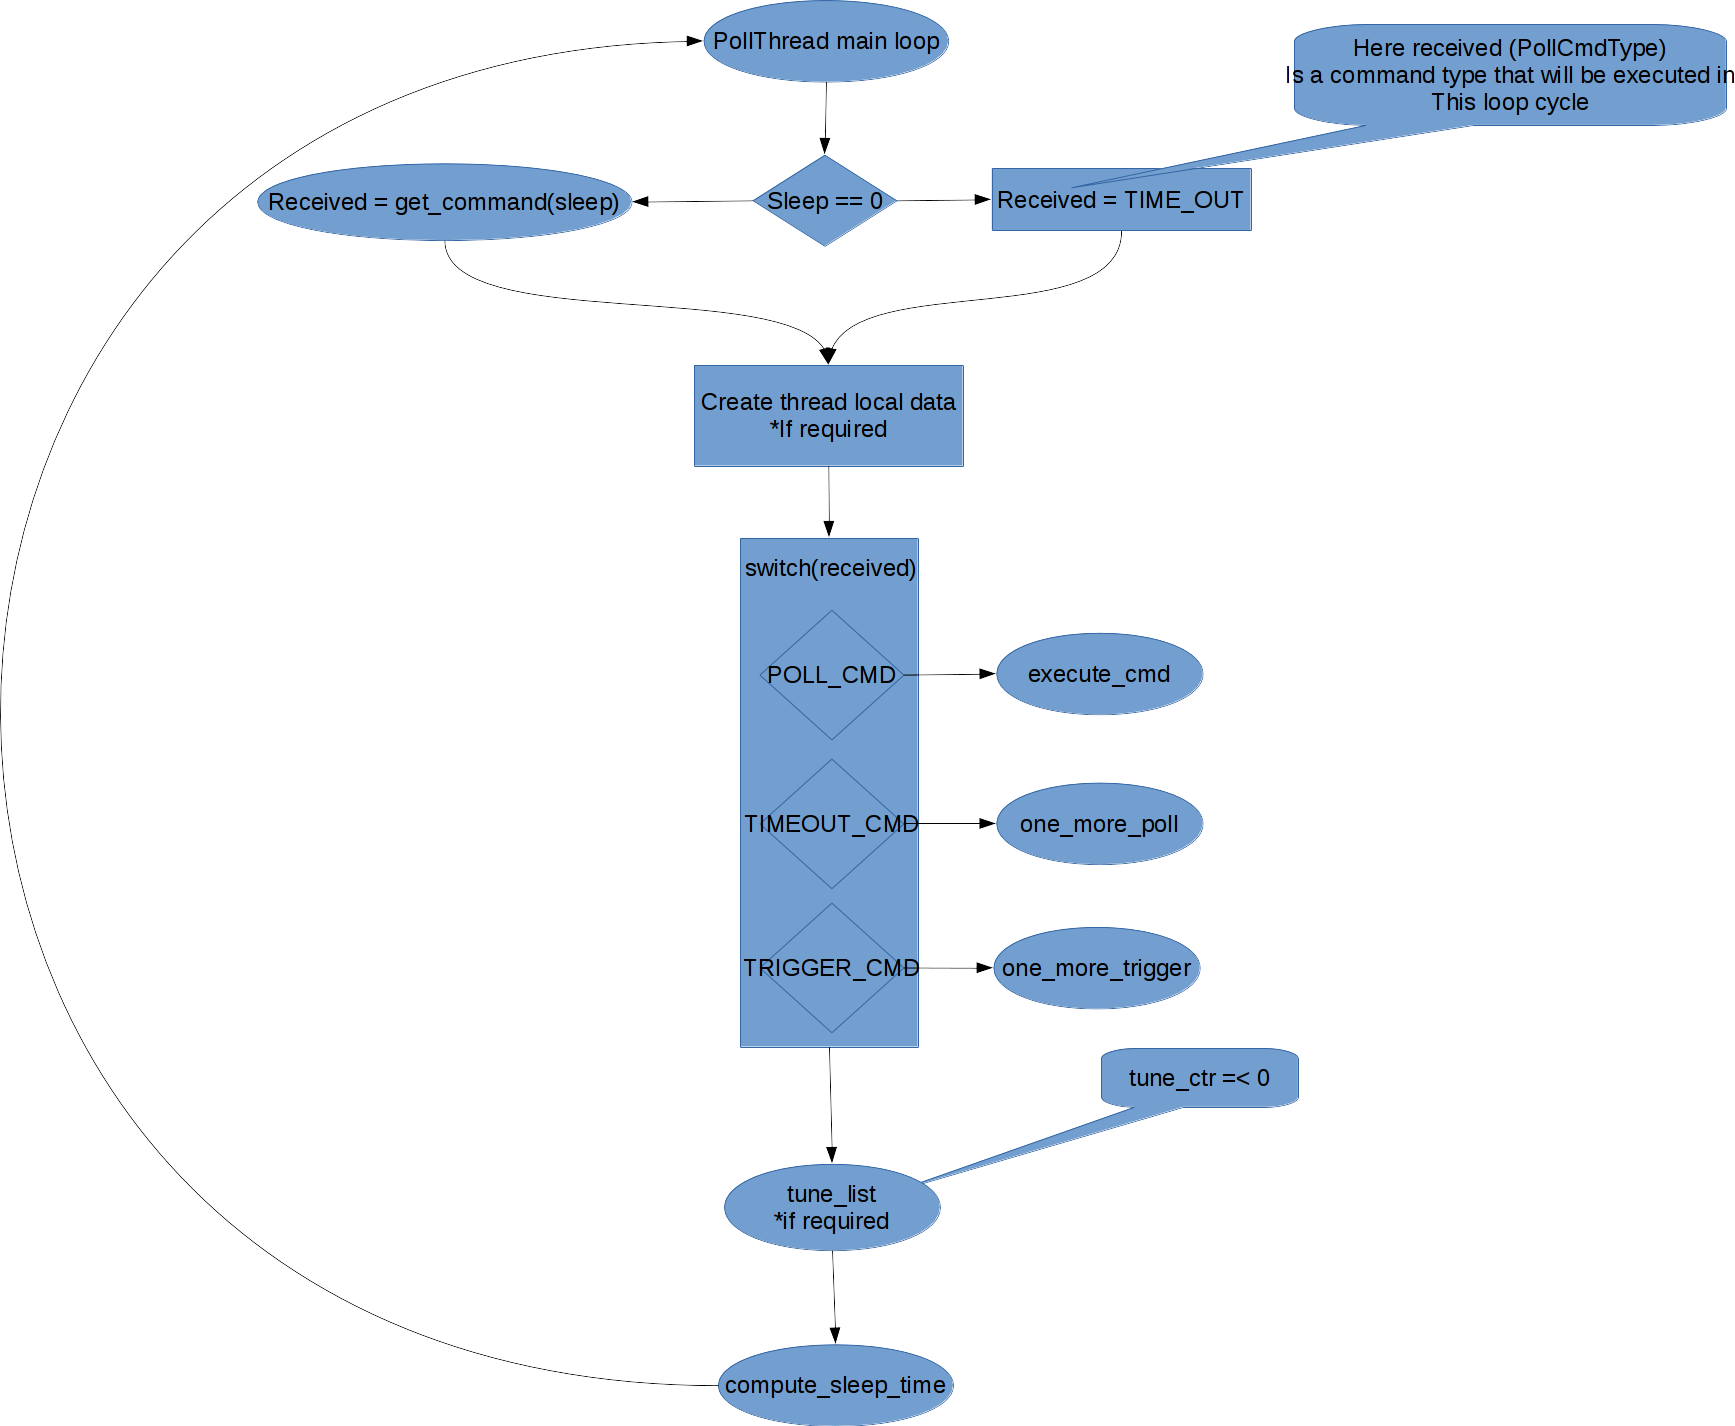 PollThread main loop
Here received (PollCmdType)
Is a command type that will be executed in
This loop cycle
Received = get_command(sleep)
Sleep == 0
Received = TIME_OUT
Create thread local data
*If required
switch(received)
POLL_CMD
execute_cmd
TIMEOUT_CMD
one_more_poll
TRIGGER_CMD
one_more_trigger
tune_ctr =< 0
tune_list
*if required
compute_sleep_time